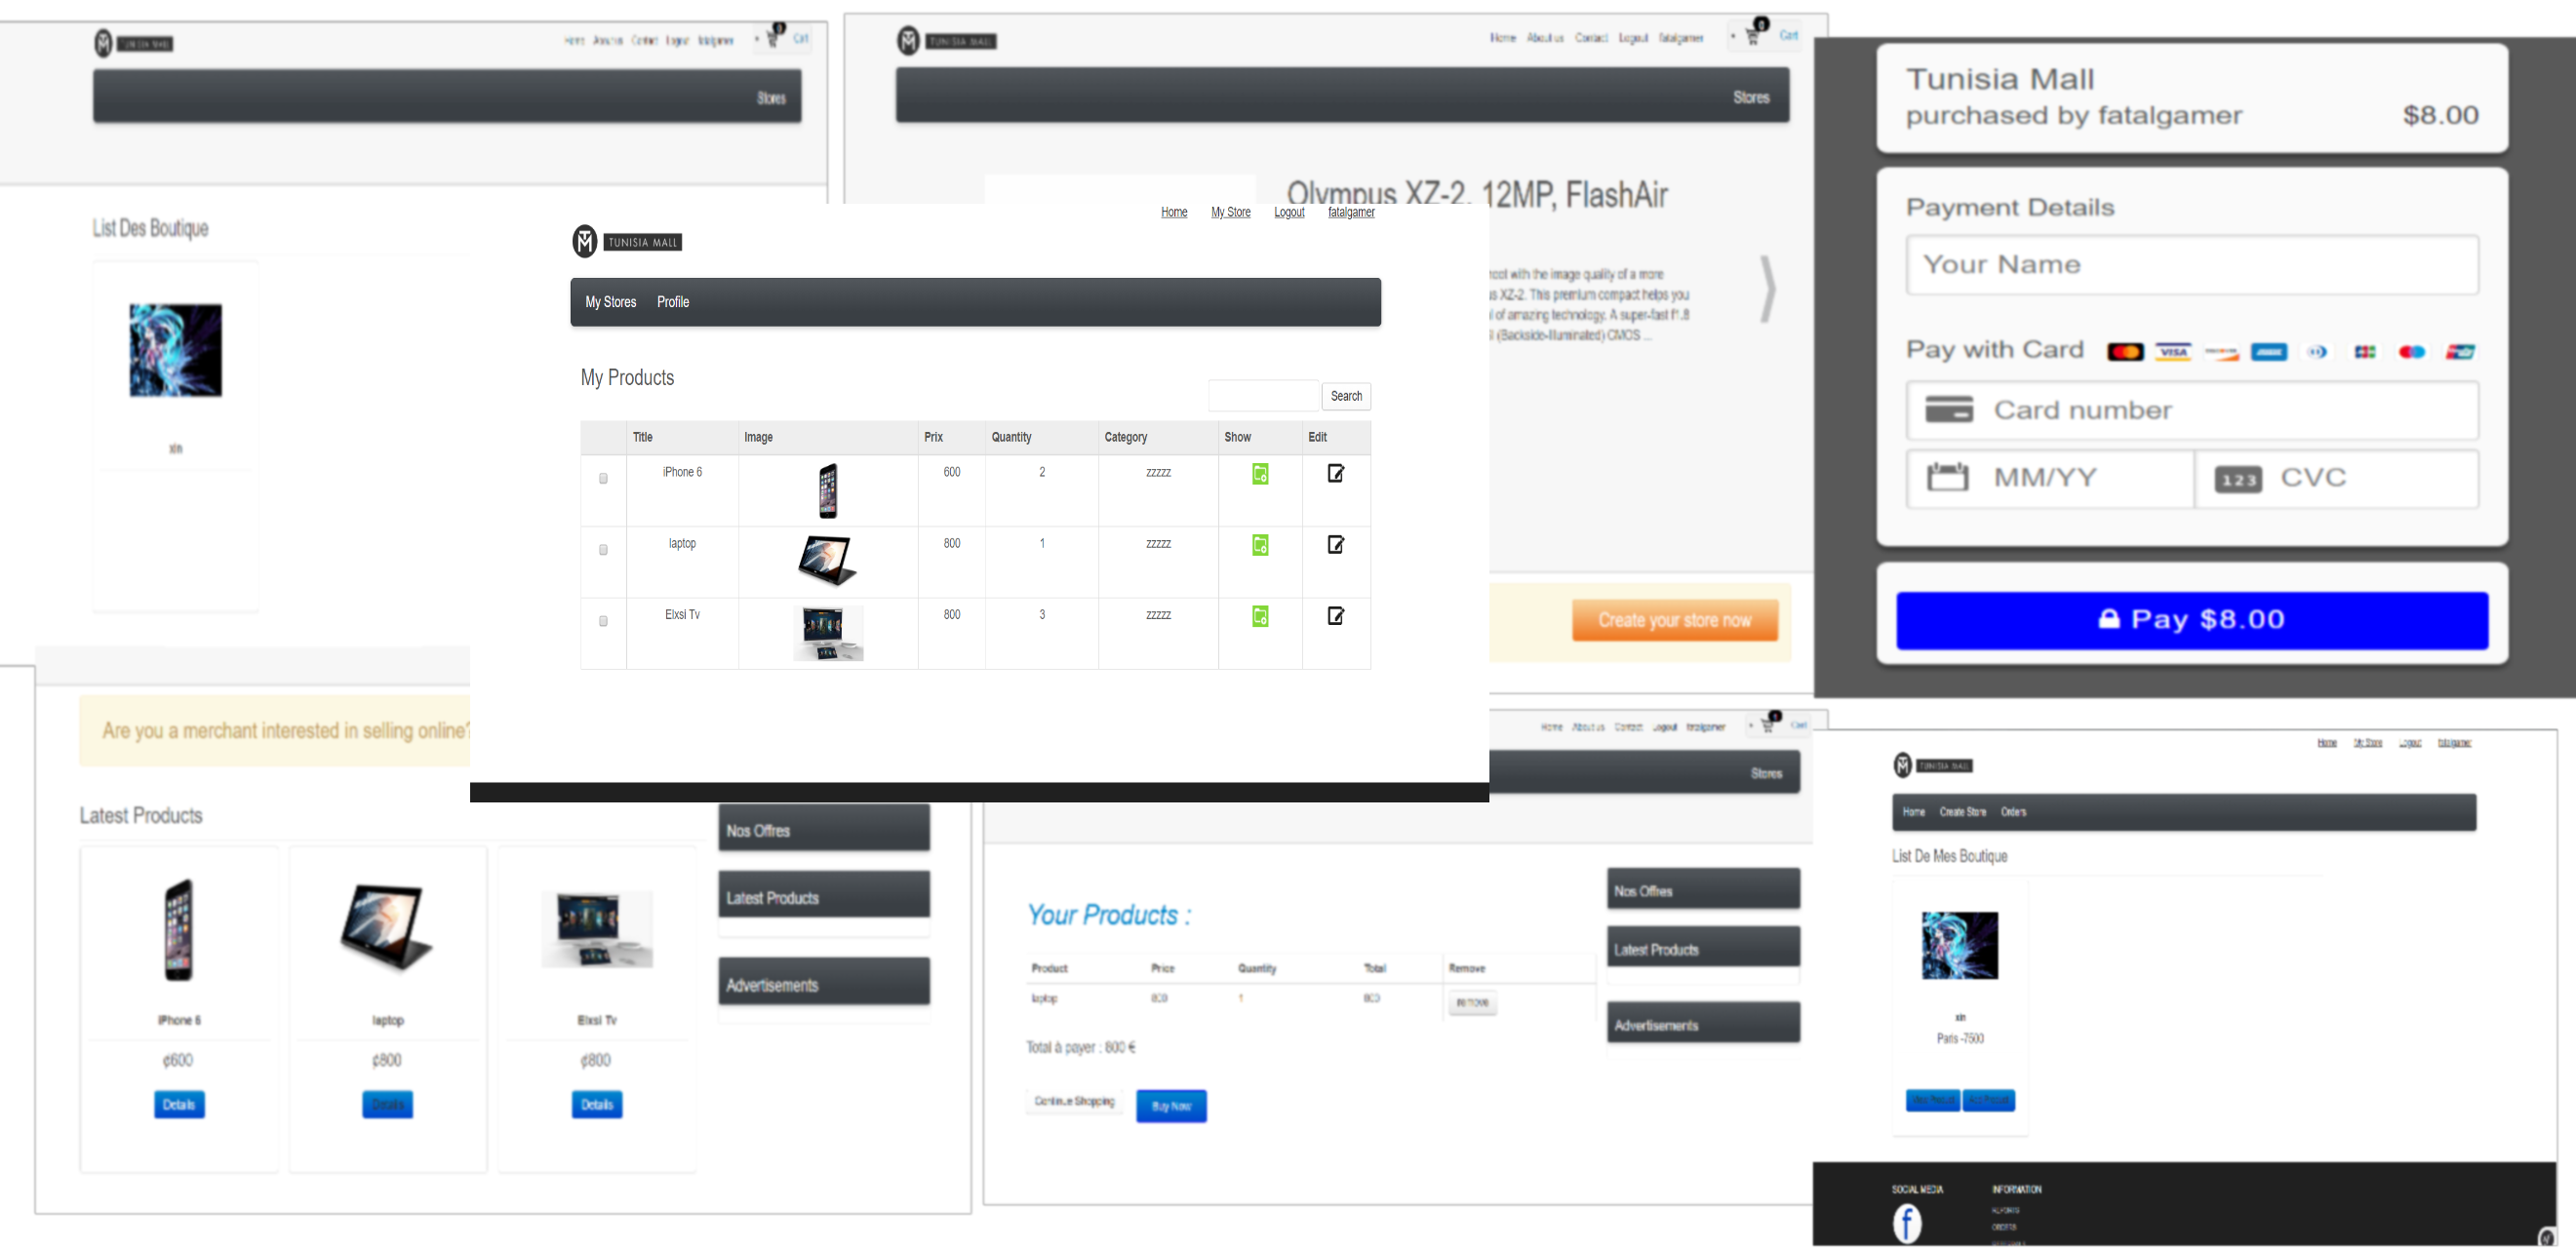 TUNISIA MALL
Home About us Contact Logout fatalgamer
0 Cart
Stores
List Des Boutique
xin
TUNISIA MALL
Home About us Contact Logout fatalgamer
0 Cart
Stores
Olympus XZ-2, 12MP, FlashAir
with the image quality of a more
XZ-2. This premium compact helps you
of amazing technology. A super-fast f1.8
(Backside-Illuminated) CMOS ...
Create your store now
Tunisia Mall
purchased by fatalgamer $8.00
Payment Details
Your Name
Pay with Card VISA
Card number
MM/YY 123 CVC
Pay $8.00
Home My Store Logout fatalgamer
TUNISIA MALL
My Stores Profile
My Products
Search
Title Image Prix Quantity Category Show Edit
iPhone 6 600 2 zzzzz
laptop 800 1 zzzzz
Elxsi Tv 800 3 zzzzz
Are you a merchant interested in selling online?
Latest Products
iPhone 6 laptop Elxsi Tv
¢600 ¢800 ¢800
Details Details Details
Nos Offres
Latest Products
Advertisements
Home About us Contact Logout fatalgamer
Cart
Stores
Your Products :
Product Price Quantity Total Remove
laptop 800 1 800 remove
Total à payer : 800 €
Continue Shopping Buy Now
Nos Offres
Latest Products
Advertisements
Home My Store Logout fatalgamer
TUNISIA MALL
Home Create Store Orders
List De Mes Boutique
xin
Paris -7500
View Product Add Product
SOCIAL MEDIA INFORMATION
f
REPORTS
ORDERS